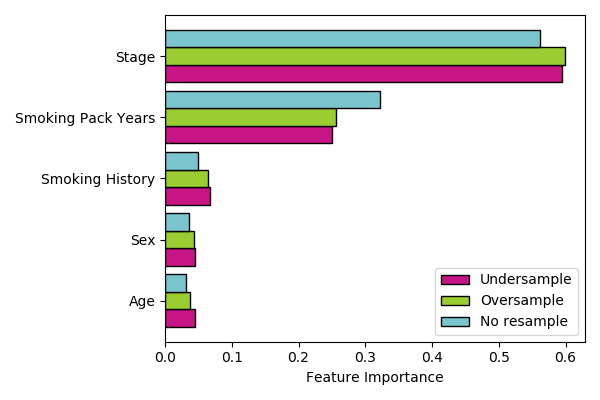 Stage
Smoking Pack Years
Smoking History
Sex
Age
Undersample
Oversample
No resample
0.0 0.1 0.2 0.3 0.4 0.5 0.6
Feature Importance